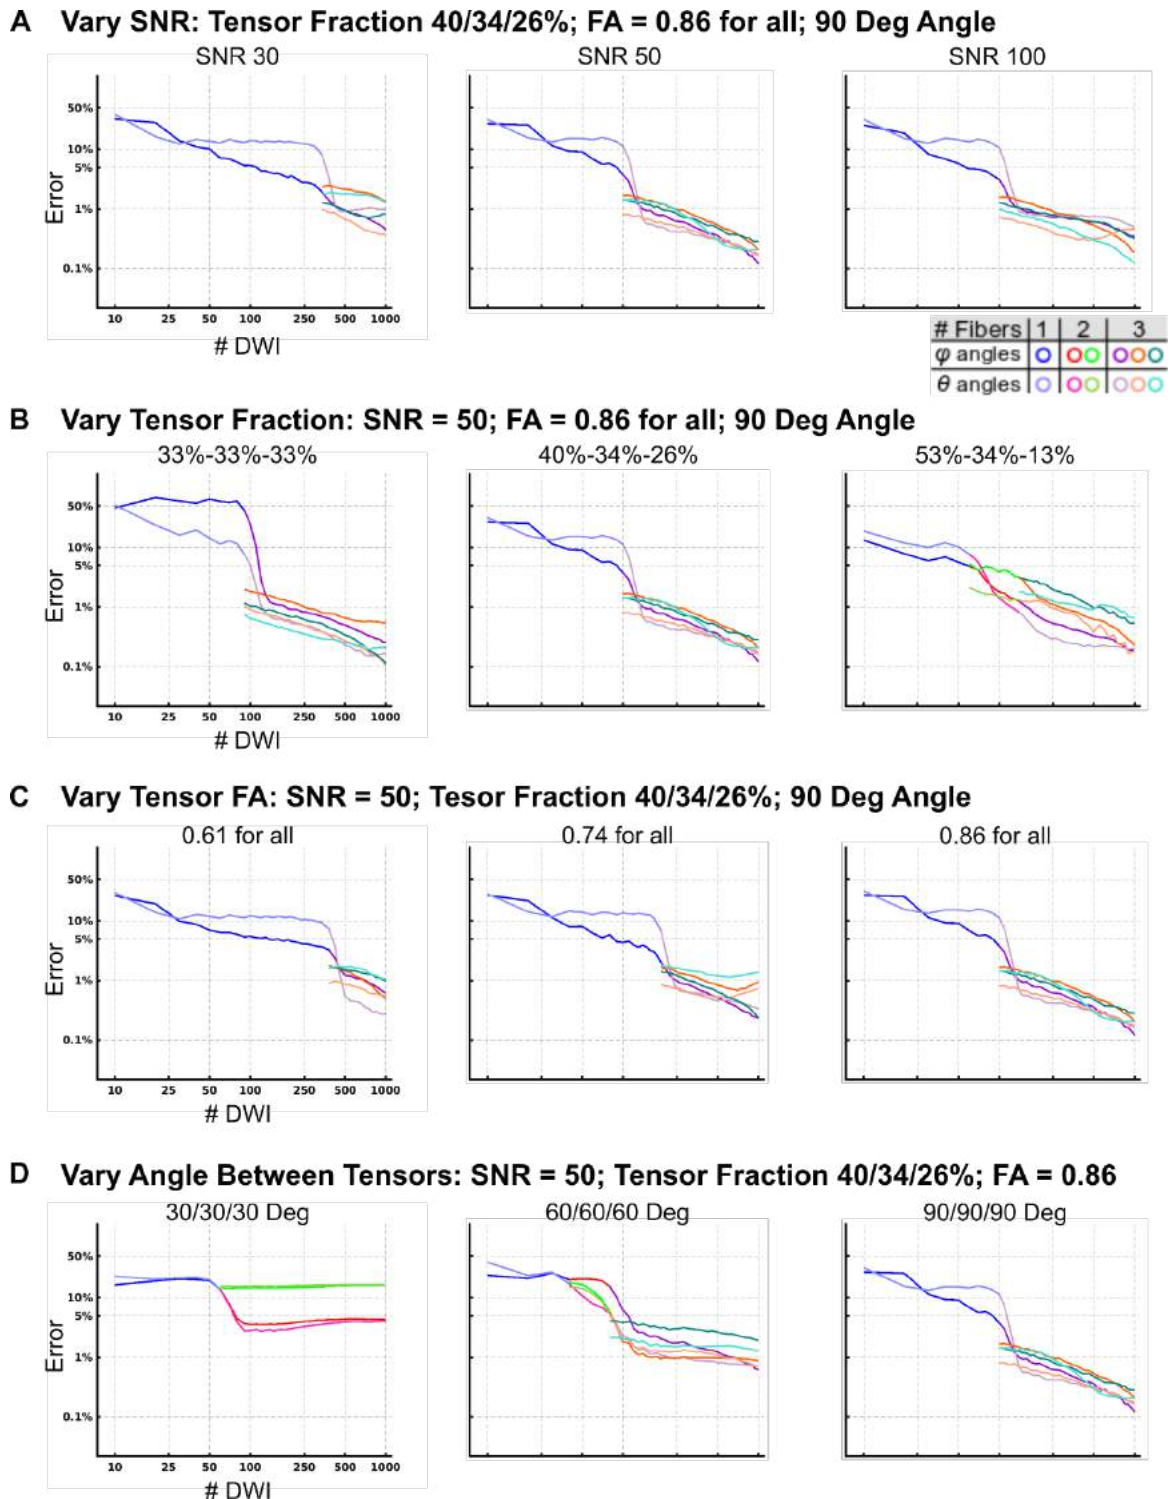 A Vary SNR: Tensor Fraction 40/34/26%; FA = 0.86 for all; 90 Deg Angle
SNR 30 SNR 50 SNR 100
50%
10%
5%
1%
0.1%
Error
10 25 50 100 250 500 1000
# DWI
# Fibers 1 2 3
φ angles
θ angles
B Vary Tensor Fraction: SNR = 50; FA = 0.86 for all; 90 Deg Angle
33%-33%-33% 40%-34%-26% 53%-34%-13%
50%
10%
5%
1%
0.1%
Error
10 25 50 100 250 500 1000
# DWI
C Vary Tensor FA: SNR = 50; Tesor Fraction 40/34/26%; 90 Deg Angle
0.61 for all 0.74 for all 0.86 for all
50%
10%
5%
1%
0.1%
Error
10 25 50 100 250 500 1000
# DWI
D Vary Angle Between Tensors: SNR = 50; Tensor Fraction 40/34/26%; FA = 0.86
30/30/30 Deg 60/60/60 Deg 90/90/90 Deg
50%
10%
5%
1%
0.1%
Error
10 25 50 100 250 500 1000
# DWI